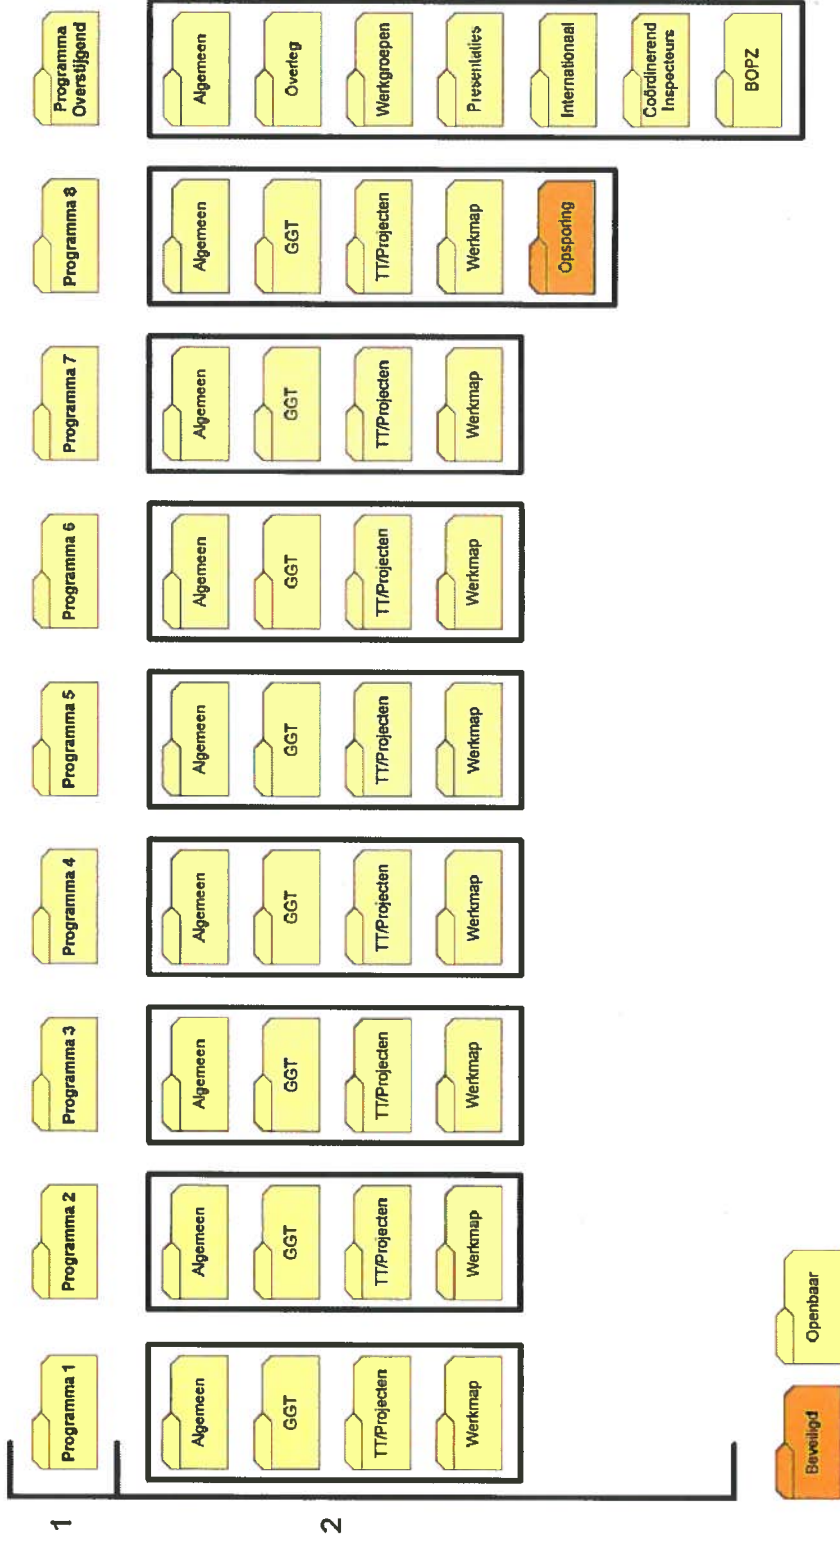 1
Programma 1
Programma 2
Programma 3
Programma 4
Programma 5
Programma 6
Programma 7
Programma 8
Programma
Overstijgend
2
Algemeen
GGT
TT/Projecten
Werkmap
Algemeen
GGT
TT/Projecten
Werkmap
Algemeen
GGT
TT/Projecten
Werkmap
Algemeen
GGT
TT/Projecten
Werkmap
Algemeen
GGT
TT/Projecten
Werkmap
Algemeen
GGT
TT/Projecten
Werkmap
Algemeen
GGT
TT/Projecten
Werkmap
Algemeen
GGT
TT/Projecten
Werkmap
Opsporing
Algemeen
Overleg
Werkgroepen
Presentaties
Internationaal
Coördinerend
Inspecteurs
BOPZ
Beveiligd
Openbaar